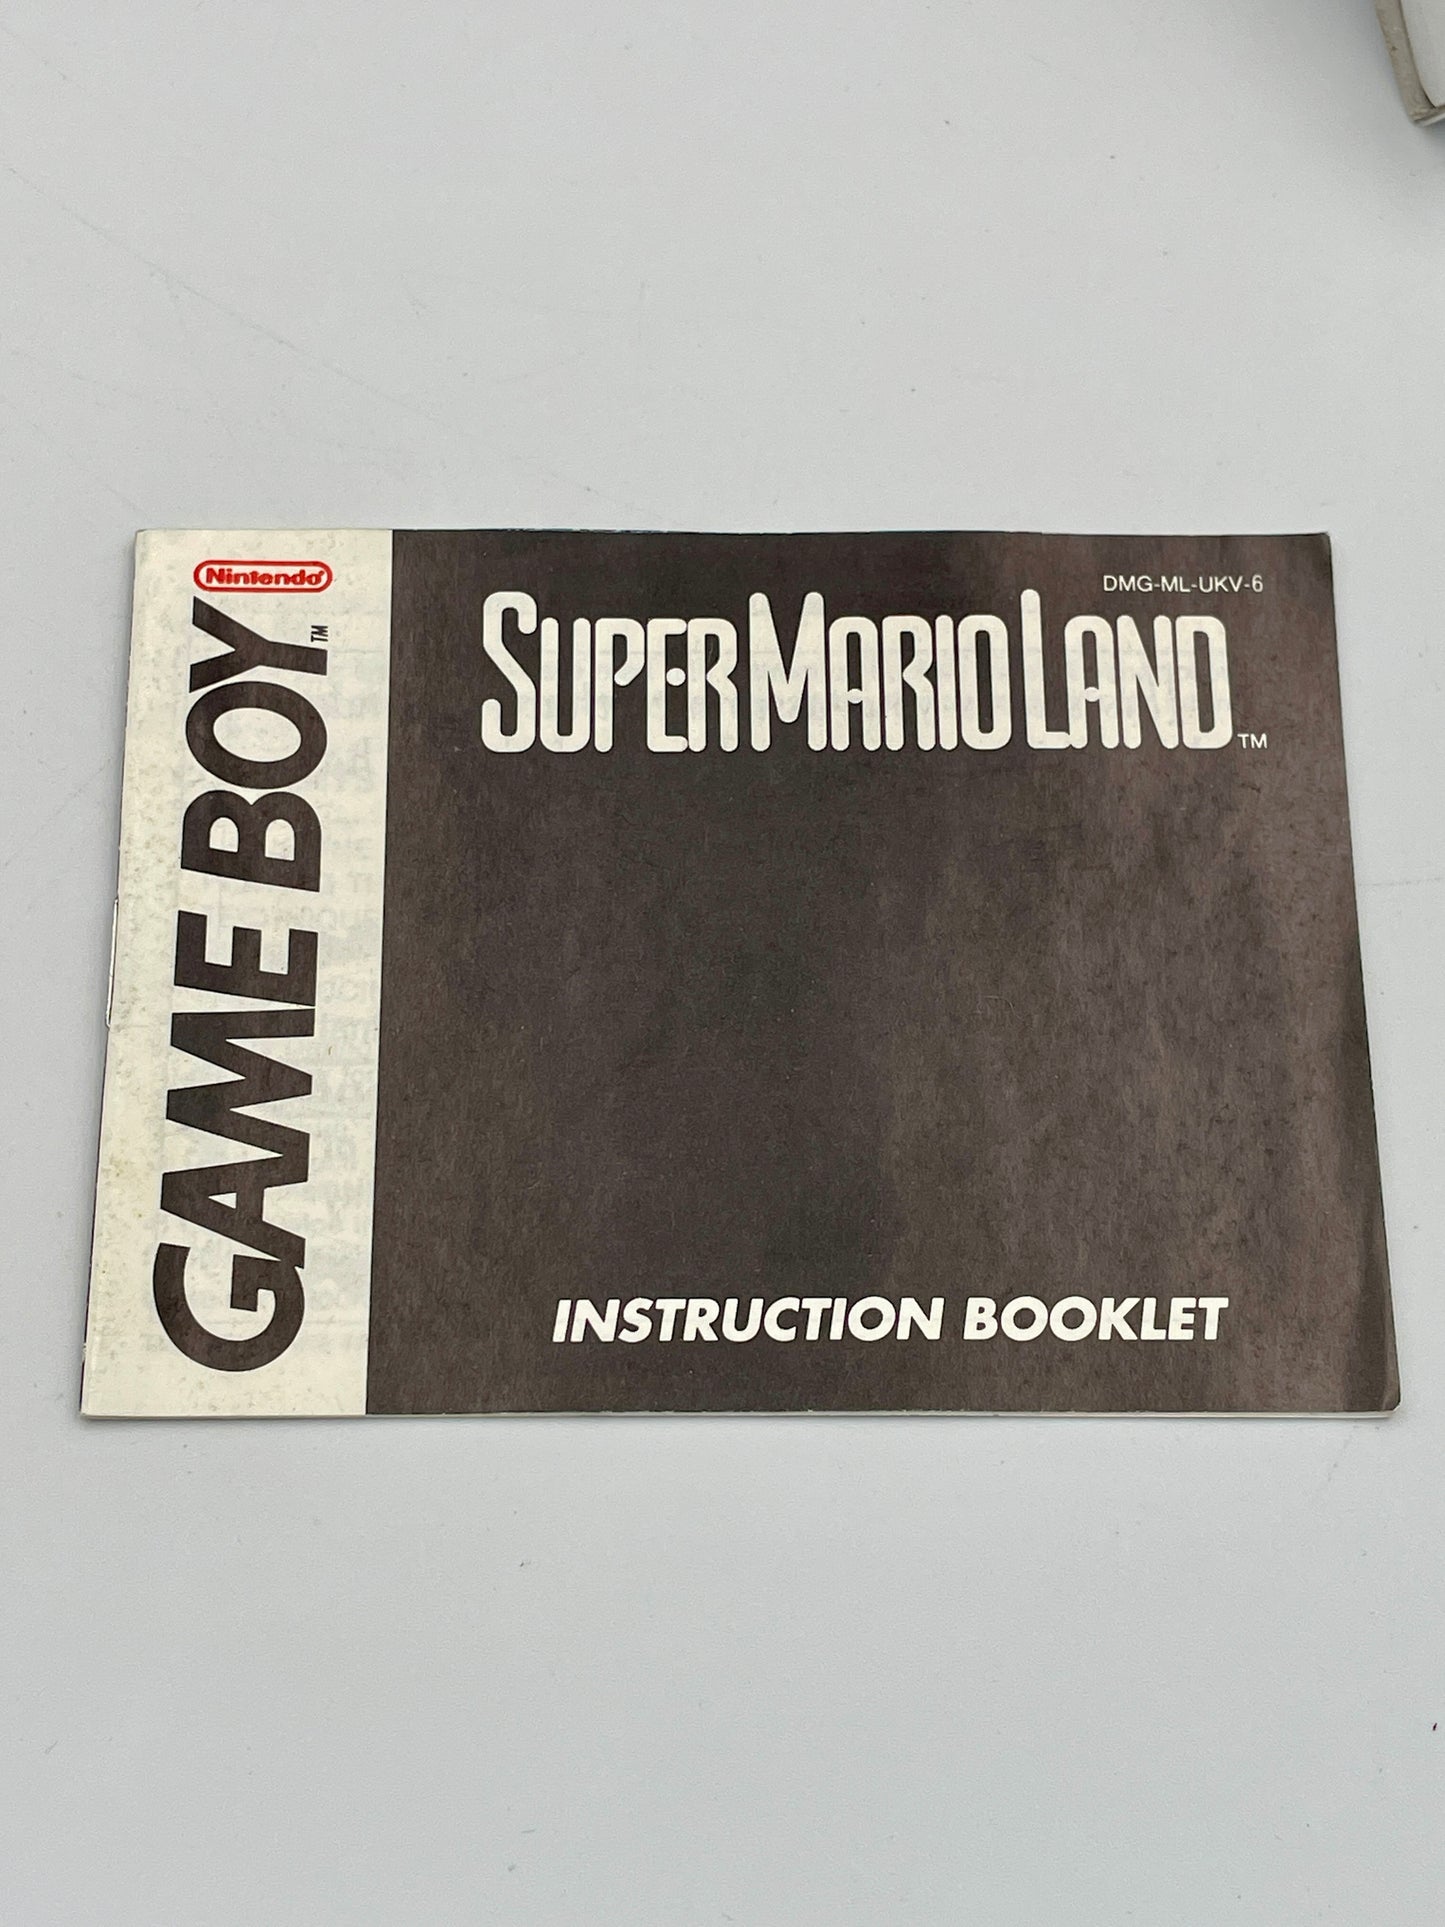 Nintendo
GAME BOY™
DMG-ML-UKV-6
SUPER MARIO LAND™
INSTRUCTION BOOKLET